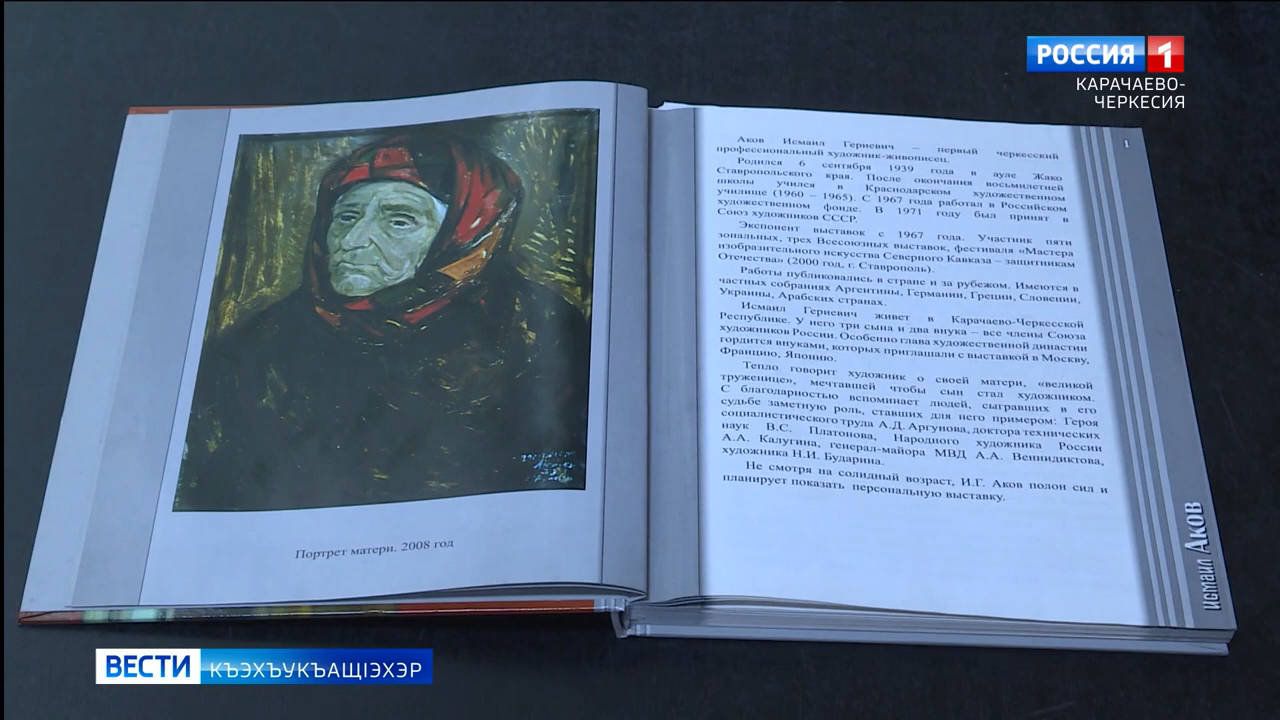 РОССИЯ 1
КАРАЧАЕВО-
ЧЕРКЕСИЯ
Портрет матери. 2008 год
1
Аков Исмаил Гериевич – первый черкесский
профессиональный художник-живописец.
Родился 6 сентября 1939 года в ауле Жако
Ставропольского края. После окончания восьмилетней
школы учился в Краснодарском художественном
училище (1960 – 1965). С 1967 года работал в Российском
художественном фонде. В 1971 году был принят в
Союз художников СССР.
Экспонент выставок с 1967 года. Участник пяти
зональных, трех Всесоюзных выставок, фестиваля «Мастера
изобразительного искусства Северного Кавказа – защитникам
Отечества» (2000 год, г. Ставрополь).
Работы публиковались в стране и за рубежом. Имеются в
частных собраниях Аргентины, Германии, Греции, Словении,
Украины, Арабских странах.
Исмаил Гериевич живет в Карачаево-Черкесской
Республике. У него три сына и два внука – все члены Союза
художников России. Особенно глава художественной династии
гордится внуками, которых приглашали с выставкой в Москву,
Францию, Японию.
Тепло говорит художник о своей матери, «великой
труженице», мечтавшей чтобы сын стал художником.
С благодарностью вспоминает людей, сыгравших в его
судьбе заметную роль, ставших для него примером: Героя
социалистического труда А.Д. Аргунова, доктора технических
наук В.С. Платонова, Народного художника России
А.А. Калугина, генерал-майора МВД А.А. Веннидиктова,
художника Н.И. Бударина.
Не смотря на солидный возраст, И.Г. Аков полон сил и
планирует показать персональную выставку.
Исмаил Аков
ВЕСТИ КЪЭХЪУКЪАЩIЭХЭР